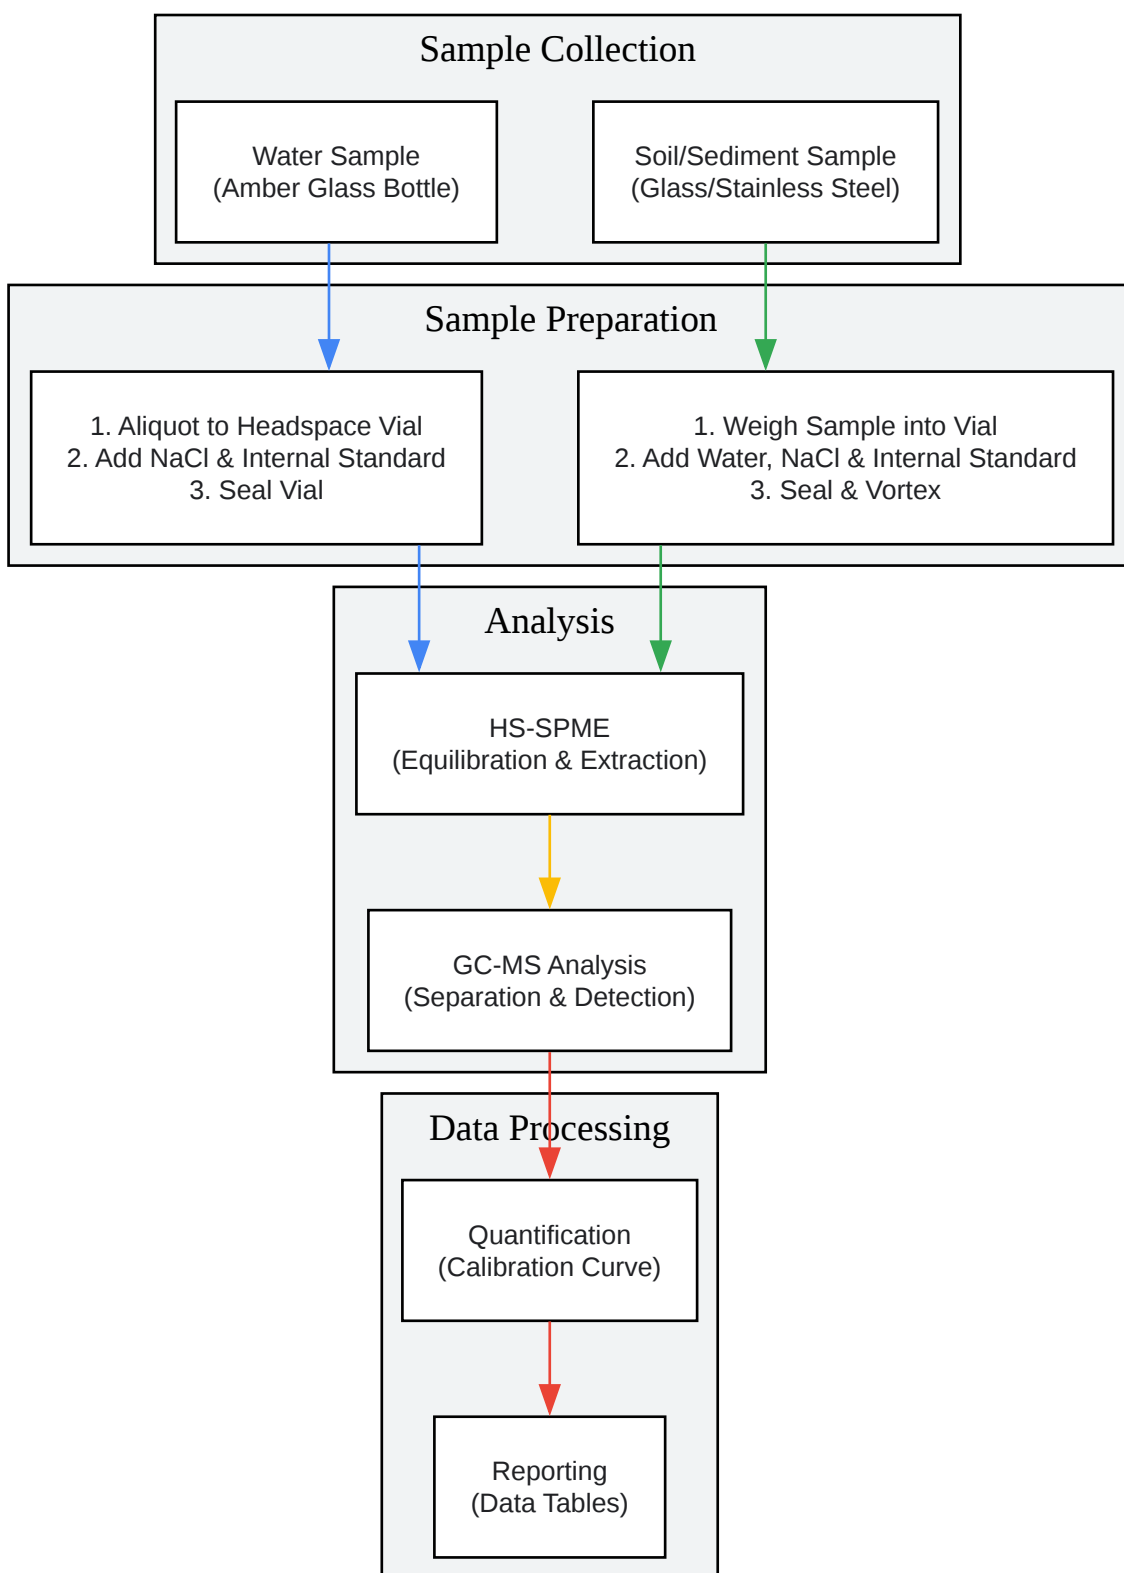 Sample Collection
Water Sample
(Amber Glass Bottle)
Soil/Sediment Sample
(Glass/Stainless Steel)
Sample Preparation
1. Aliquot to Headspace Vial
2. Add NaCl & Internal Standard
3. Seal Vial
1. Weigh Sample into Vial
2. Add Water, NaCl & Internal Standard
3. Seal & Vortex
Analysis
HS-SPME
(Equilibration & Extraction)
GC-MS Analysis
(Separation & Detection)
Data Processing
Quantification
(Calibration Curve)
Reporting
(Data Tables)